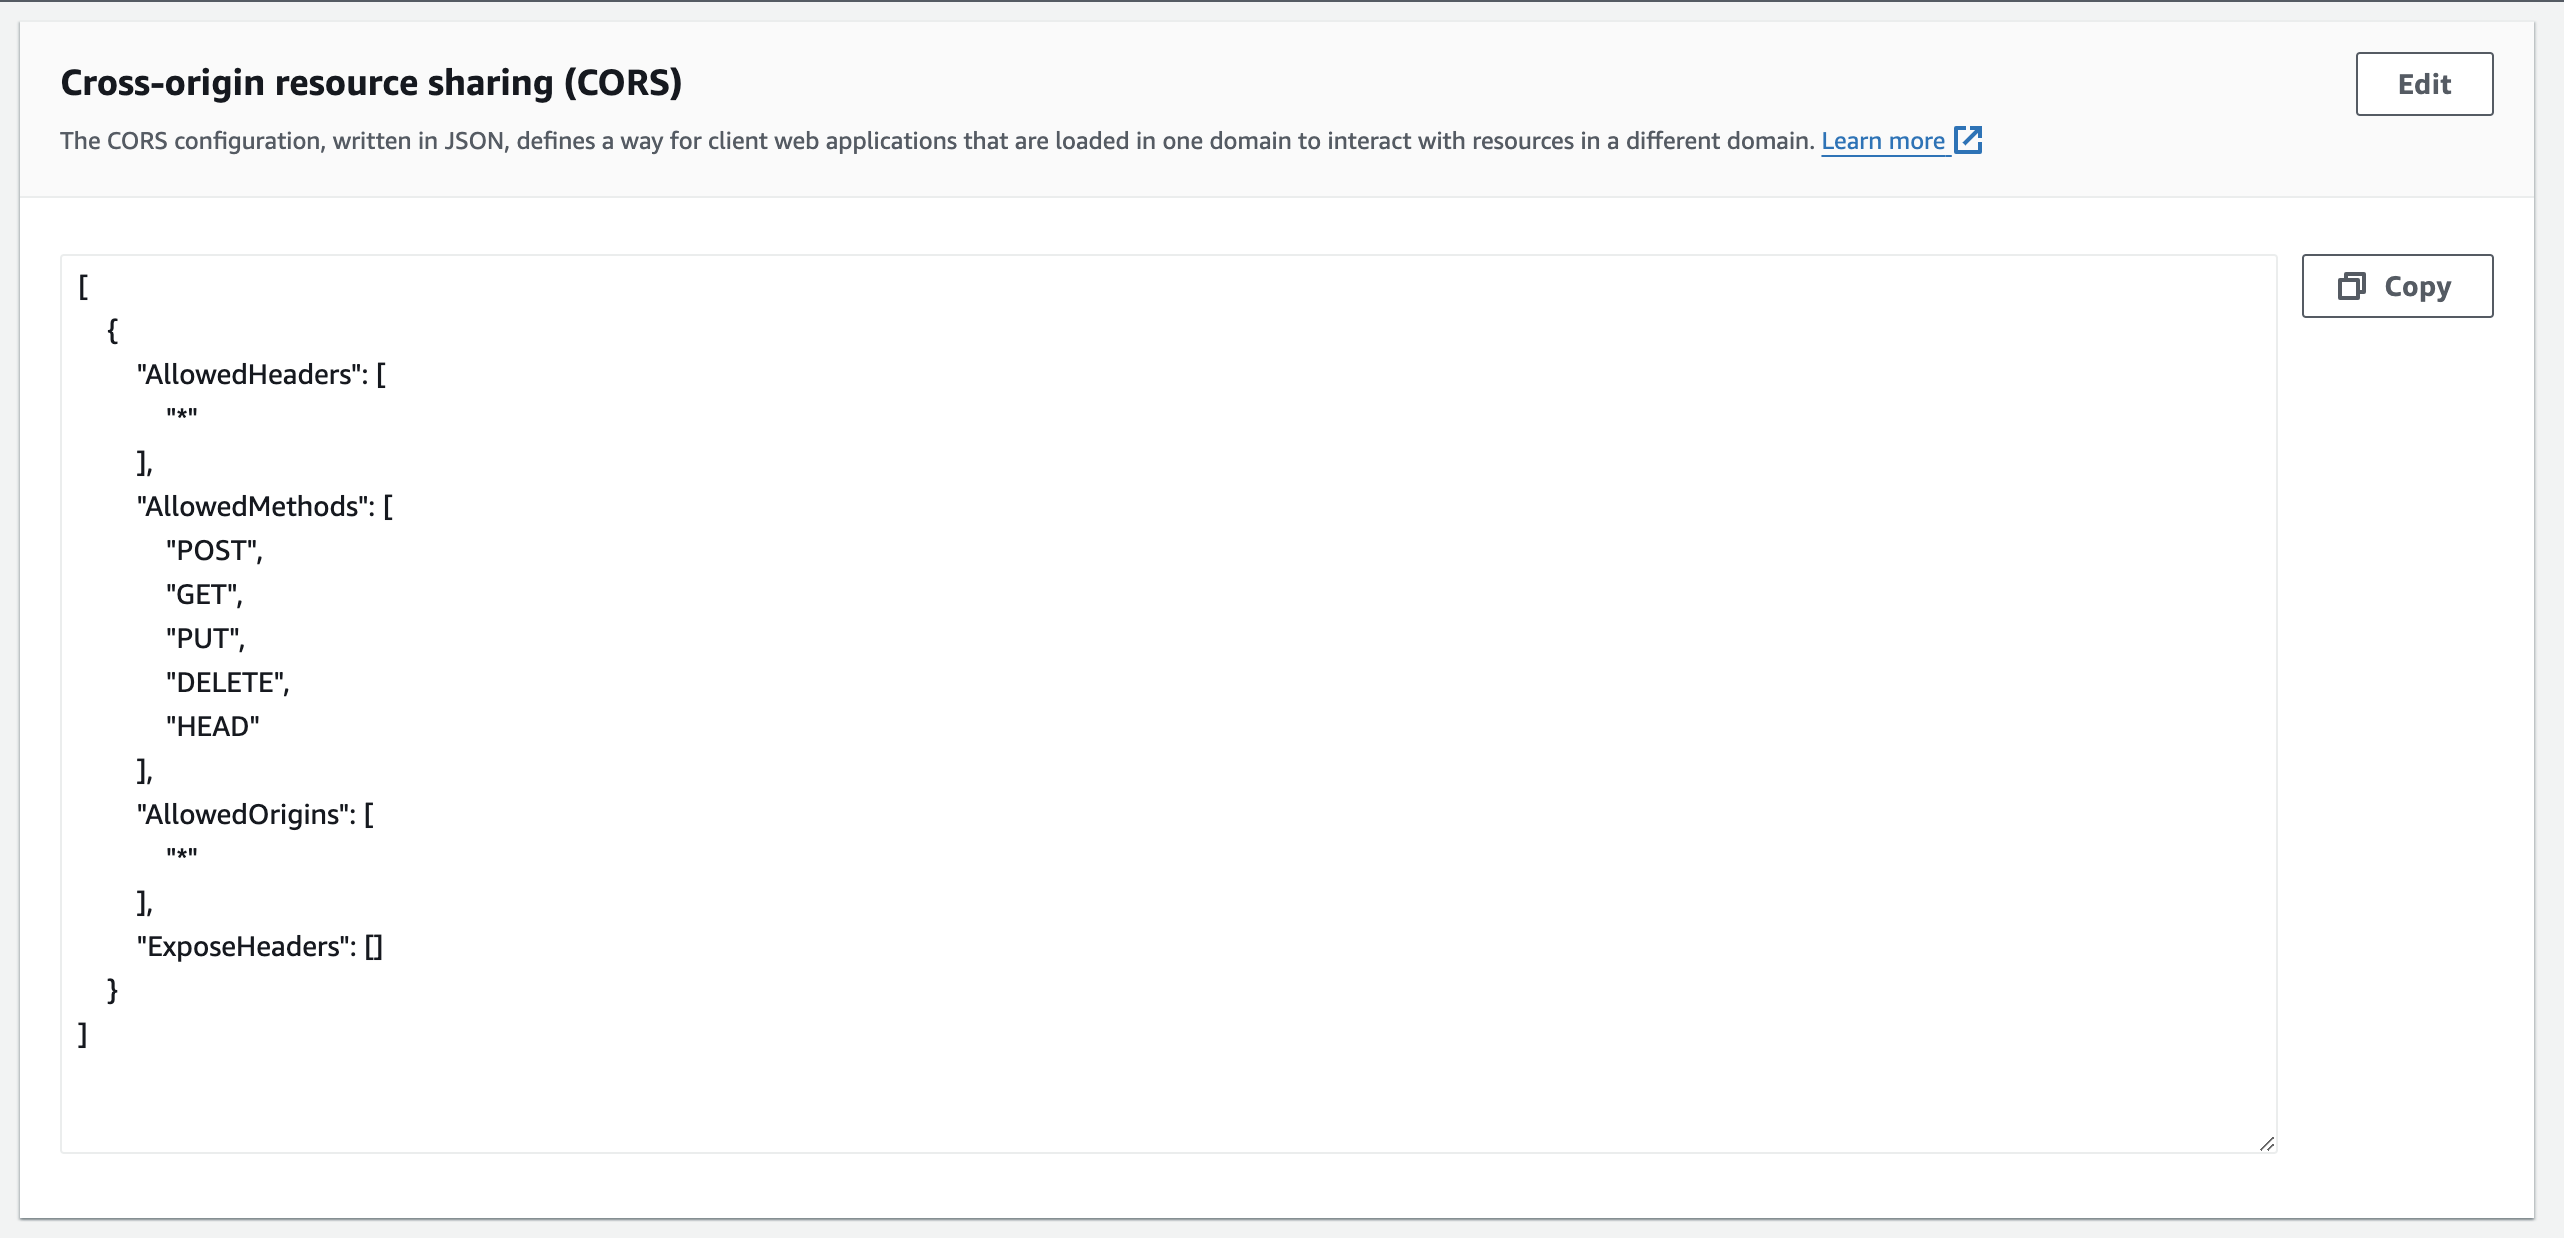 Cross-origin resource sharing (CORS)
Edit
The CORS configuration, written in JSON, defines a way for client web applications that are loaded in one domain to interact with resources in a different domain. Learn more
[
{
"AllowedHeaders": [
"*"
],
"AllowedMethods": [
"POST",
"GET",
"PUT",
"DELETE",
"HEAD"
],
"AllowedOrigins": [
"*"
],
"ExposeHeaders": []
}
]
Copy